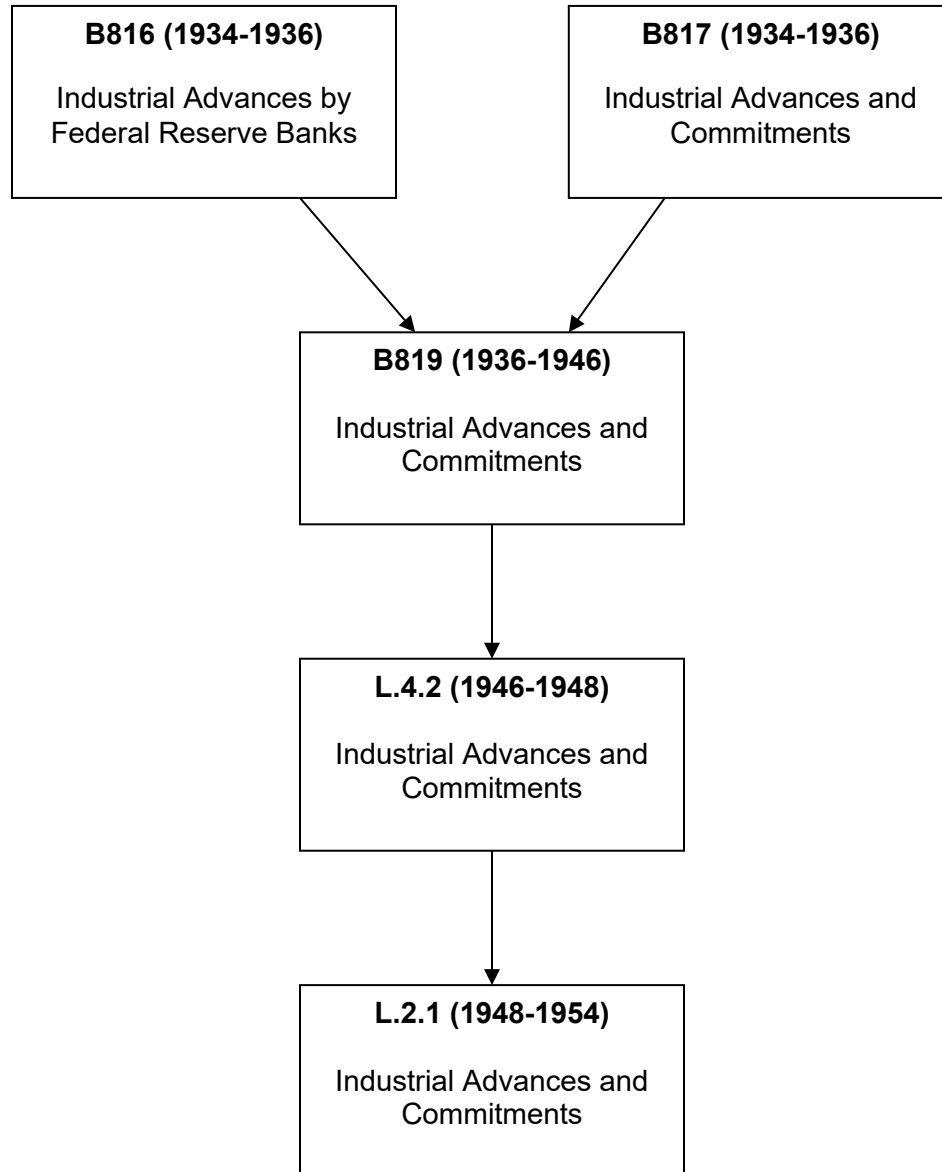 B816 (1934-1936)
Industrial Advances by
Federal Reserve Banks
B817 (1934-1936)
Industrial Advances and
Commitments
B819 (1936-1946)
Industrial Advances and
Commitments
L.4.2 (1946-1948)
Industrial Advances and
Commitments
L.2.1 (1948-1954)
Industrial Advances and
Commitments